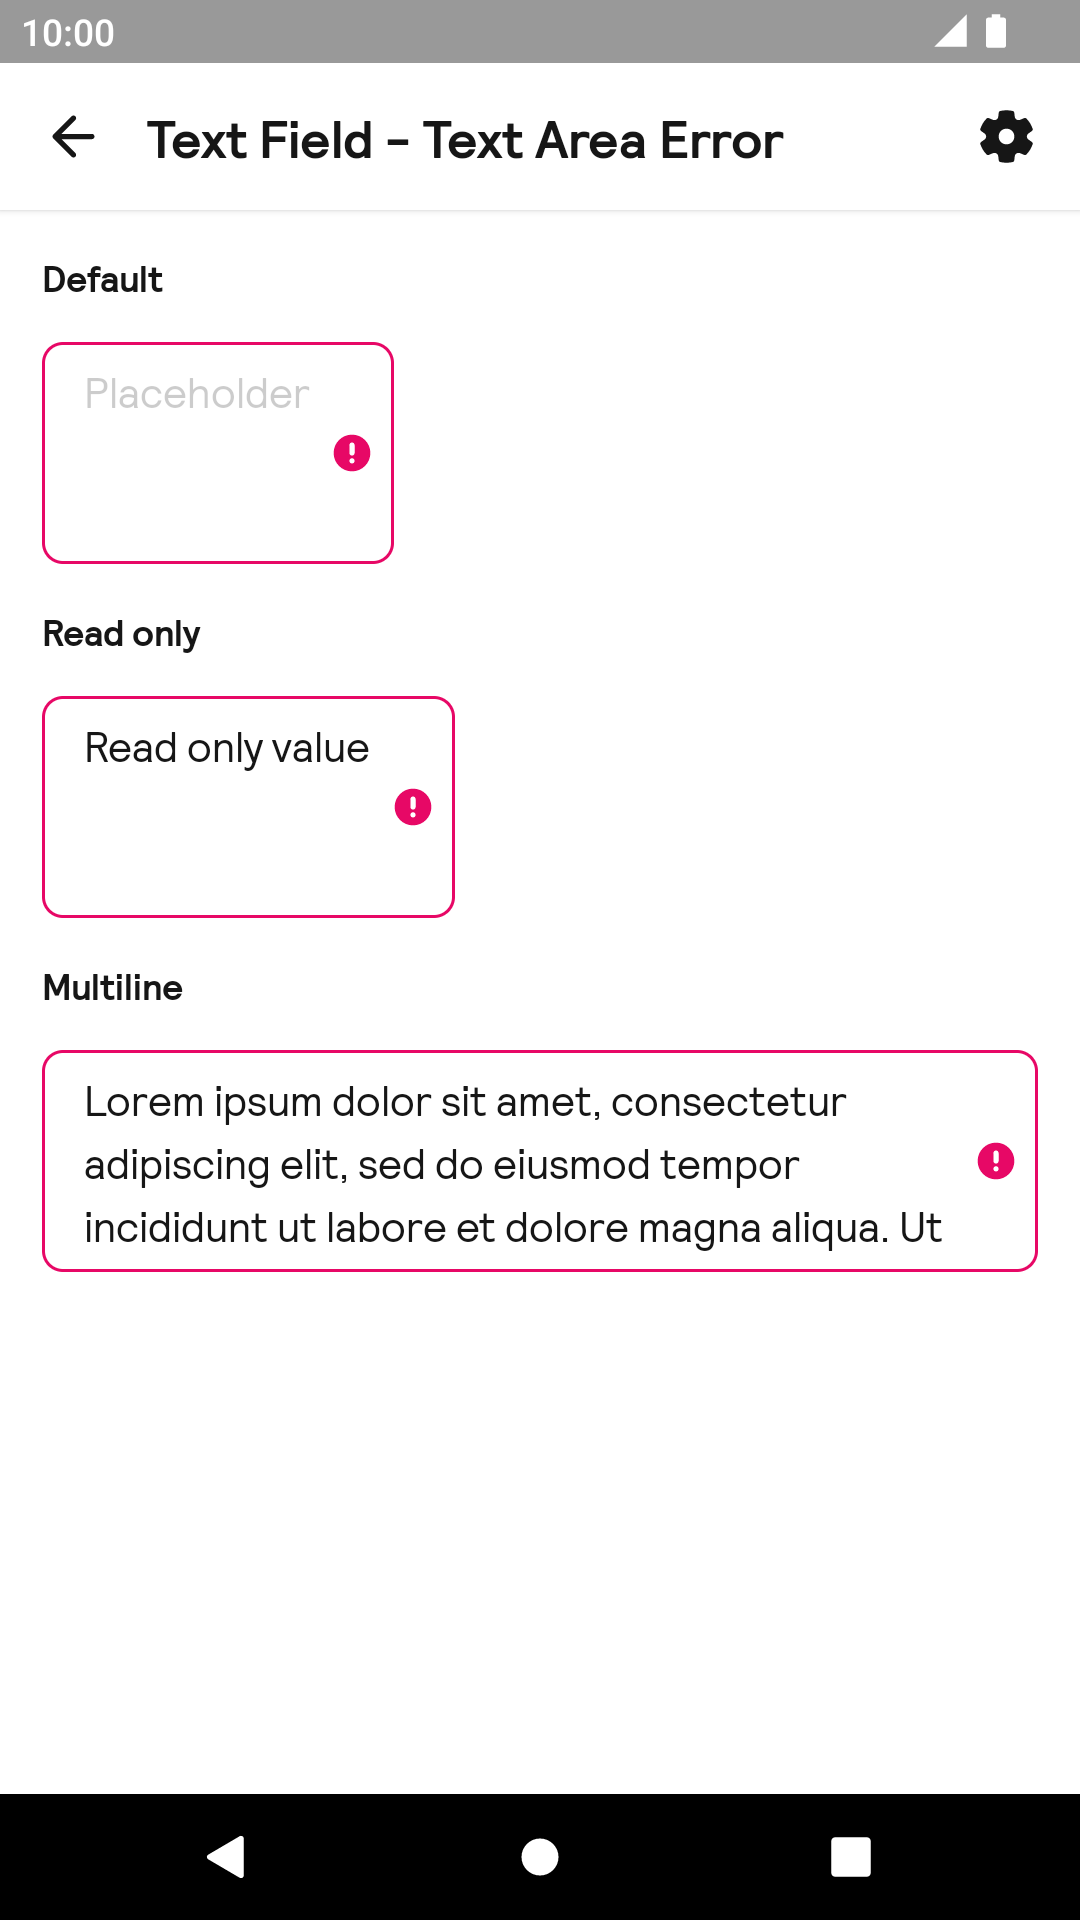 10:00
Text Field - Text Area Error
Default
Placeholder
Read only
Read only value
Multiline
Lorem ipsum dolor sit amet, consectetur
adipiscing elit, sed do eiusmod tempor
incididunt ut labore et dolore magna aliqua. Ut